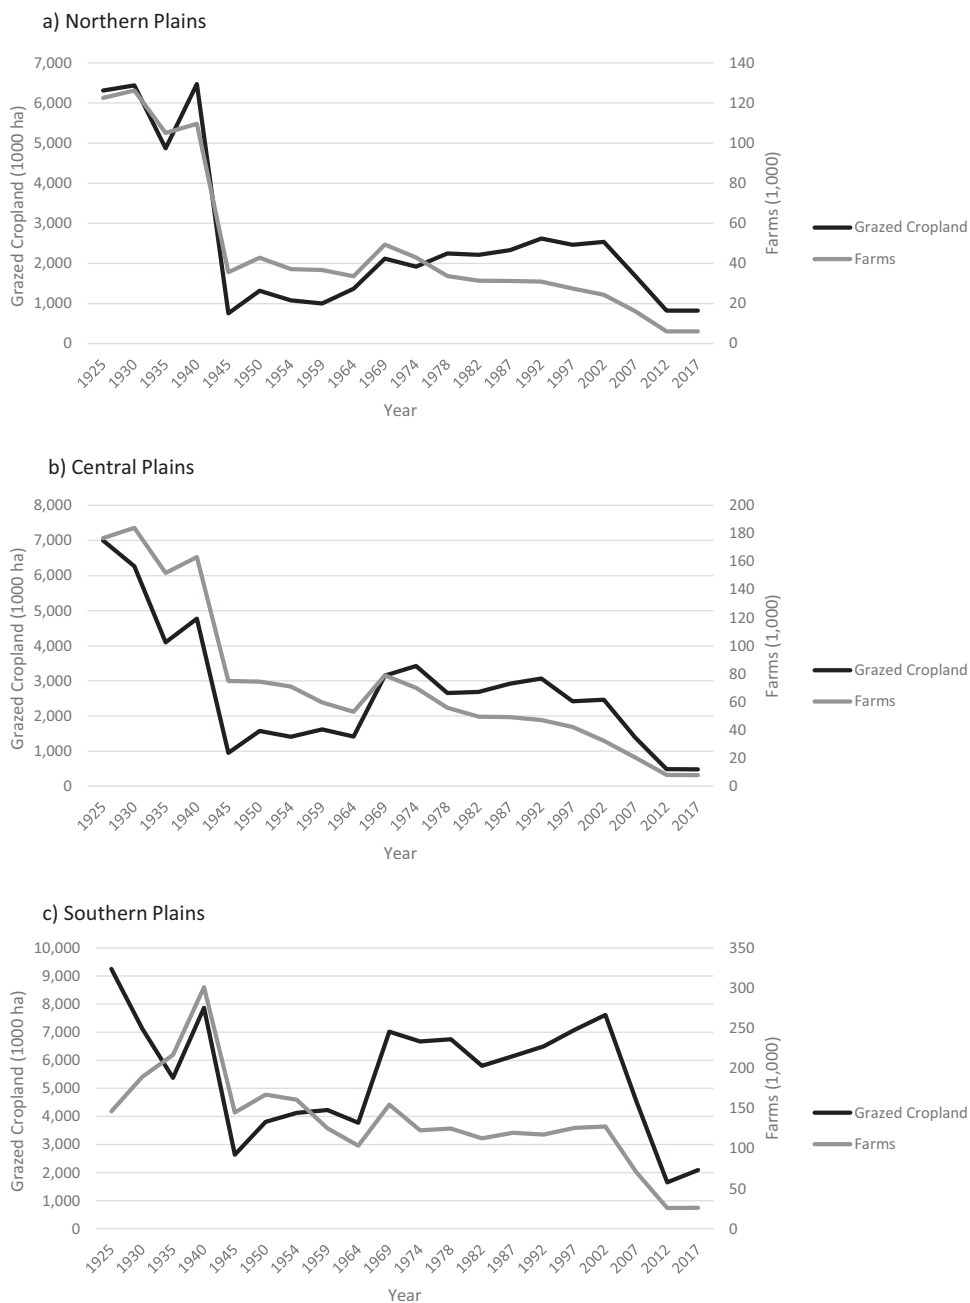 a) Northern Plains
7,000
6,000
5,000
4,000
3,000
2,000
1,000
0
Grazed Cropland (1000 ha)
140
120
100
80
60
40
20
0
Farms (1,000)
1925 1930 1935 1940 1945 1950 1954 1959 1964 1969 1974 1978 1982 1987 1992 1997 2002 2007 2012 2017
Year
Grazed Cropland
Farms
b) Central Plains
8,000
7,000
6,000
5,000
4,000
3,000
2,000
1,000
0
Grazed Cropland (1000 ha)
200
180
160
140
120
100
80
60
40
20
0
Farms (1,000)
1925 1930 1935 1940 1945 1950 1954 1959 1964 1969 1974 1978 1982 1987 1992 1997 2002 2007 2012 2017
Year
Grazed Cropland
Farms
c) Southern Plains
10,000
9,000
8,000
7,000
6,000
5,000
4,000
3,000
2,000
1,000
0
Grazed Cropland (1000 ha)
350
300
250
200
150
100
50
0
Farms (1,000)
1925 1930 1935 1940 1945 1950 1954 1959 1964 1969 1974 1978 1982 1987 1992 1997 2002 2007 2012 2017
Year
Grazed Cropland
Farms